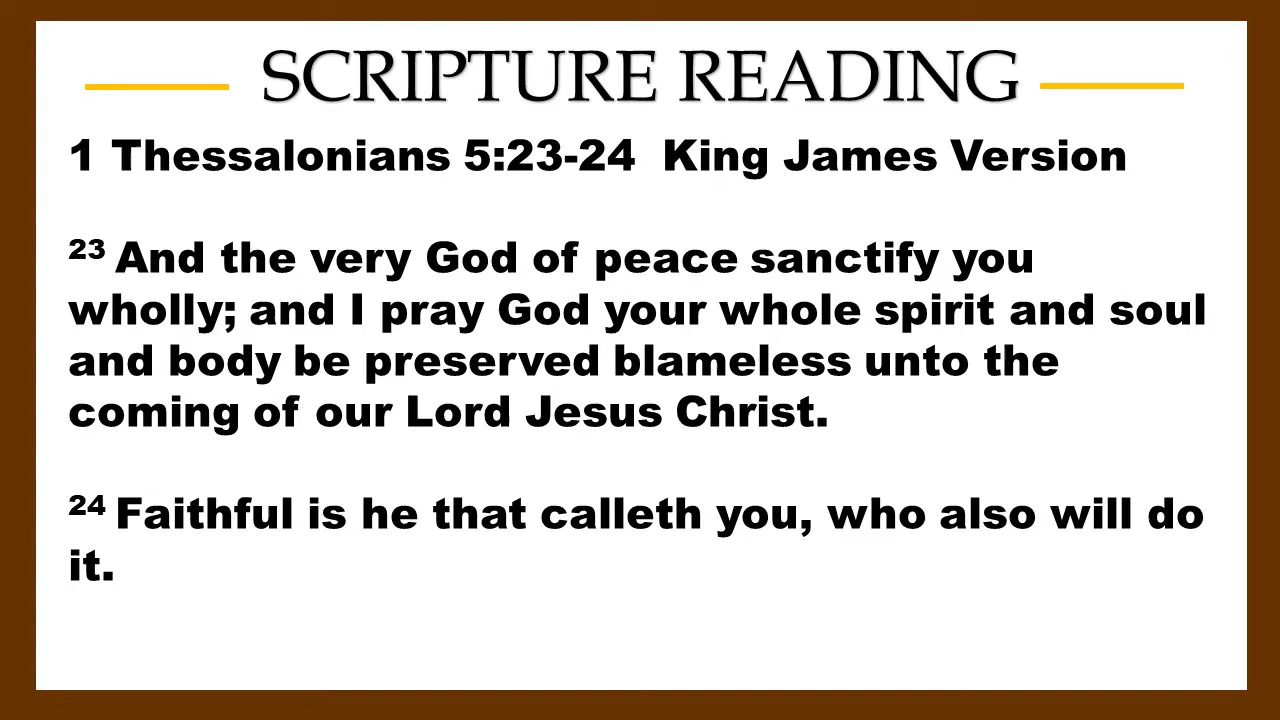 SCRIPTURE READING
1 Thessalonians 5:23-24  King James Version
23 And the very God of peace sanctify you
wholly; and I pray God your whole spirit and soul
and body be preserved blameless unto the
coming of our Lord Jesus Christ.
24 Faithful is he that calleth you, who also will do
it.